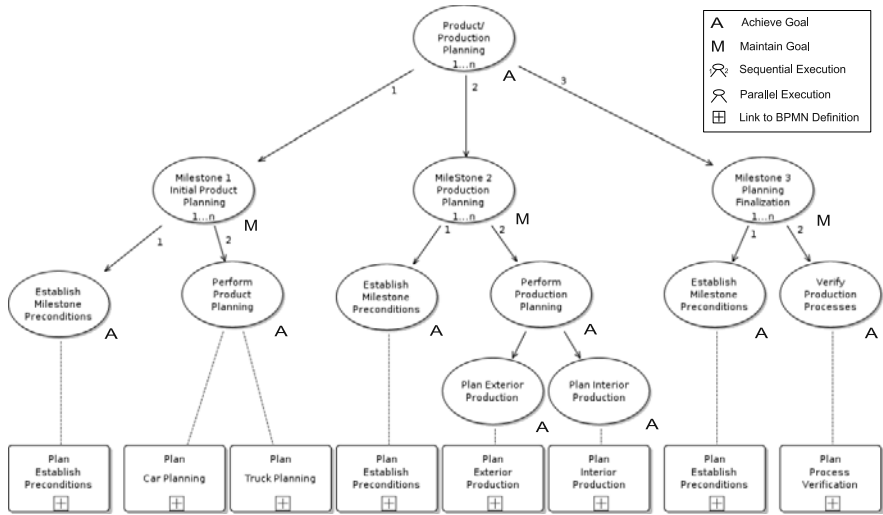 Product/
Production
Planning
1...n
A
1
2
3
A Achieve Goal
M Maintain Goal
1 2 Sequential Execution
Parallel Execution
Link to BPMN Definition
Milestone 1
Initial Product
Planning
1...n
M
MileStone 2
Production
Planning
1...n
M
Milestone 3
Planning
Finalization
1...n
M
1
2
1
2
1
2
Establish
Milestone
Preconditions
A
Perform
Product
Planning
A
Establish
Milestone
Preconditions
A
Perform
Production
Planning
A
Establish
Milestone
Preconditions
A
Verify
Production
Processes
A
Plan Exterior
Production
A
Plan Interior
Production
A
Plan
Establish
Preconditions
Plan
Car Planning
Plan
Truck Planning
Plan
Establish
Preconditions
Plan
Exterior
Production
Plan
Interior
Production
Plan
Establish
Preconditions
Plan
Process
Verification